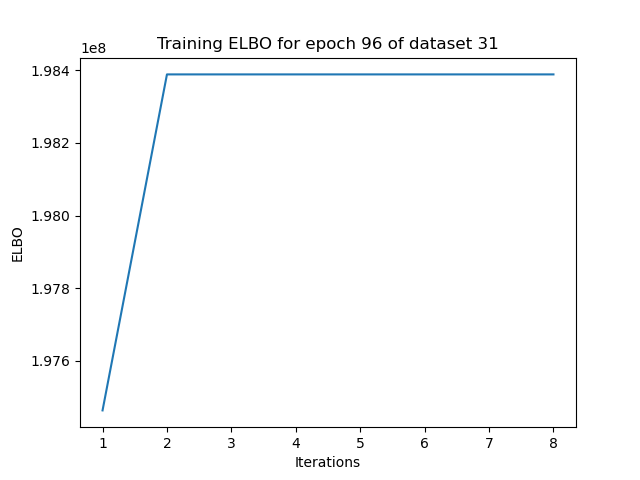 Training ELBO for epoch 96 of dataset 31
1e8
1.984
1.982
1.980
1.978
1.976
ELBO
1 2 3 4 5 6 7 8
Iterations